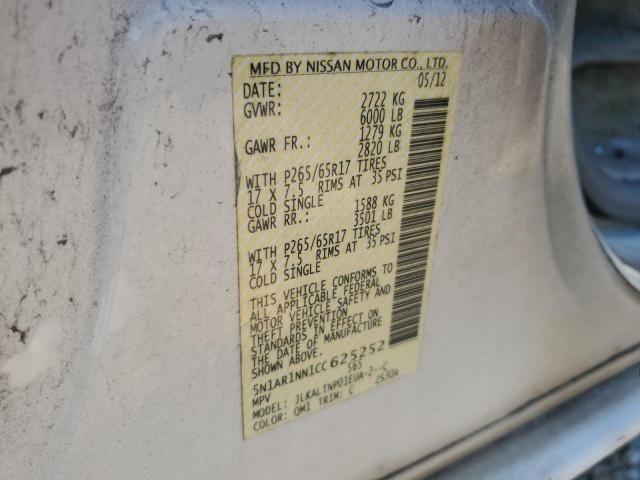 MFD BY NISSAN MOTOR CO., LTD.
DATE: 05/12
GVWR: 2722 KG
6000 LB
GAWR FR.: 1279 KG
2820 LB
WITH P265/65R17 TIRES
17 X 7.5 RIMS AT 35 PSI
COLD SINGLE
GAWR RR.: 1588 KG
3501 LB
WITH P265/65R17 TIRES
17 X 7.5 RIMS AT 35 PSI
COLD SINGLE
THIS VEHICLE CONFORMS TO
ALL APPLICABLE FEDERAL
MOTOR VEHICLE SAFETY AND
STANDARDS IN EFFECT ON
THE DATE OF MANUFACTURE
SHOWN ABOVE.
5N1AR1NN1CC625252
MPV S6S
MODEL: JLKALTNP01EUA-2--C
COLOR: QM1 TRIM: C 2530A